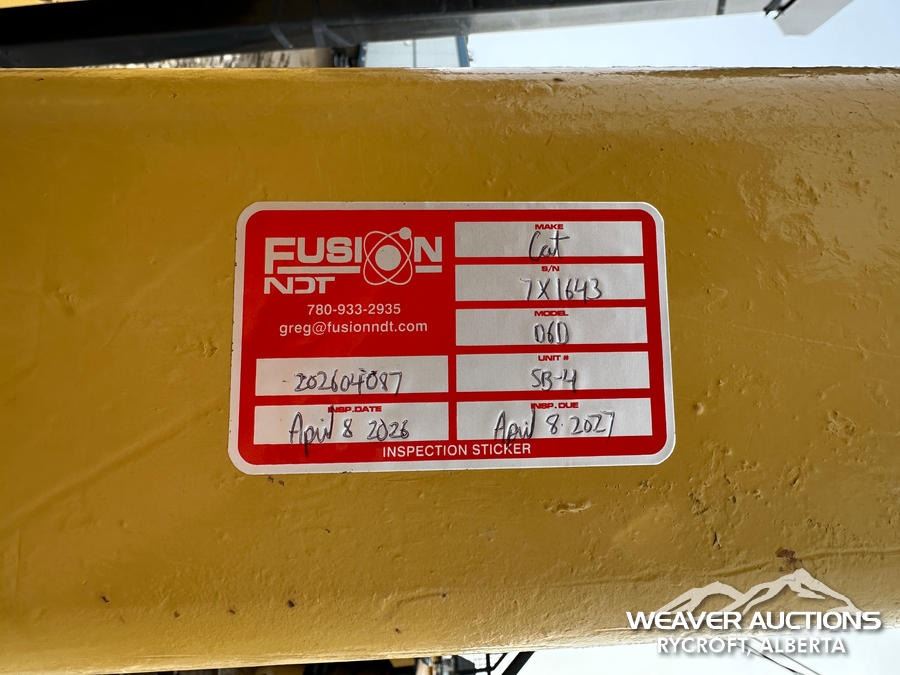 FUSION
NDT
780-933-2935
greg@fusionndt.com
MAKE
Cat
S/N
7X1643
MODEL
D6D
UNIT #
SB-4
202604087
INSP.DATE
April 8 2026
INSP.DUE
April 8. 2027
INSPECTION STICKER
WEAVER AUCTIONS
RYCROFT, ALBERTA